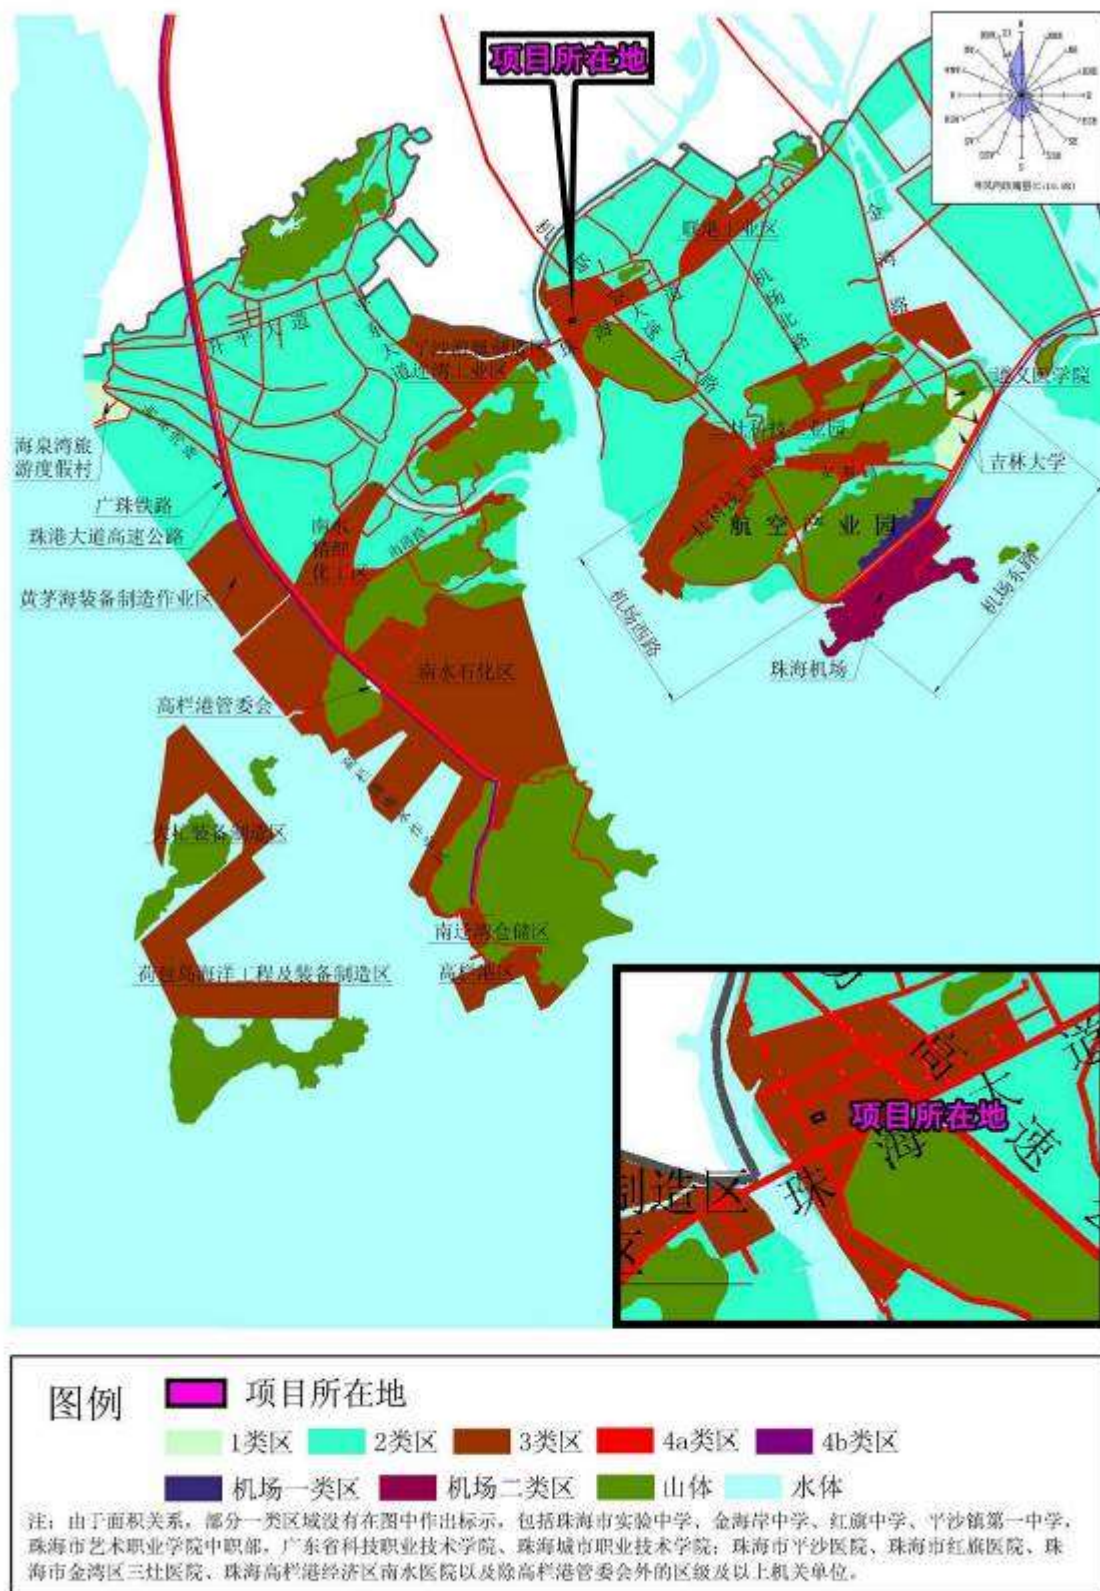 项目所在地
N
S
联港工业区
开平大道
机场北路
金湾路
遵义医学院
吉林大学
海泉湾旅
游度假村
广珠铁路
珠港大道高速公路
黄茅海装备制造作业区
南水
精细
化工区
航空产业园
机场西路
机场东路
珠海机场
南水石化区
高栏港管委会
装备制造区
南迳湾仓储区
高栏港区
荷包岛海洋工程及装备制造区
项目所在地
制造区
珠海
大
道
速
区
图例
项目所在地
1类区
2类区
3类区
4a类区
4b类区
机场一类区
机场二类区
山体
水体
注：由于面积关系，部分一类区域没有在图中作出标示，包括珠海市实验中学、金海岸中学、红旗中学、平沙镇第一中学，
珠海市艺术职业学院中职部，广东省科技职业技术学院、珠海城市职业技术学院；珠海市平沙医院、珠海市红旗医院、珠
海市金湾区三灶医院、珠海高栏港经济区南水医院以及除高栏港管委会外的区级及以上机关单位。